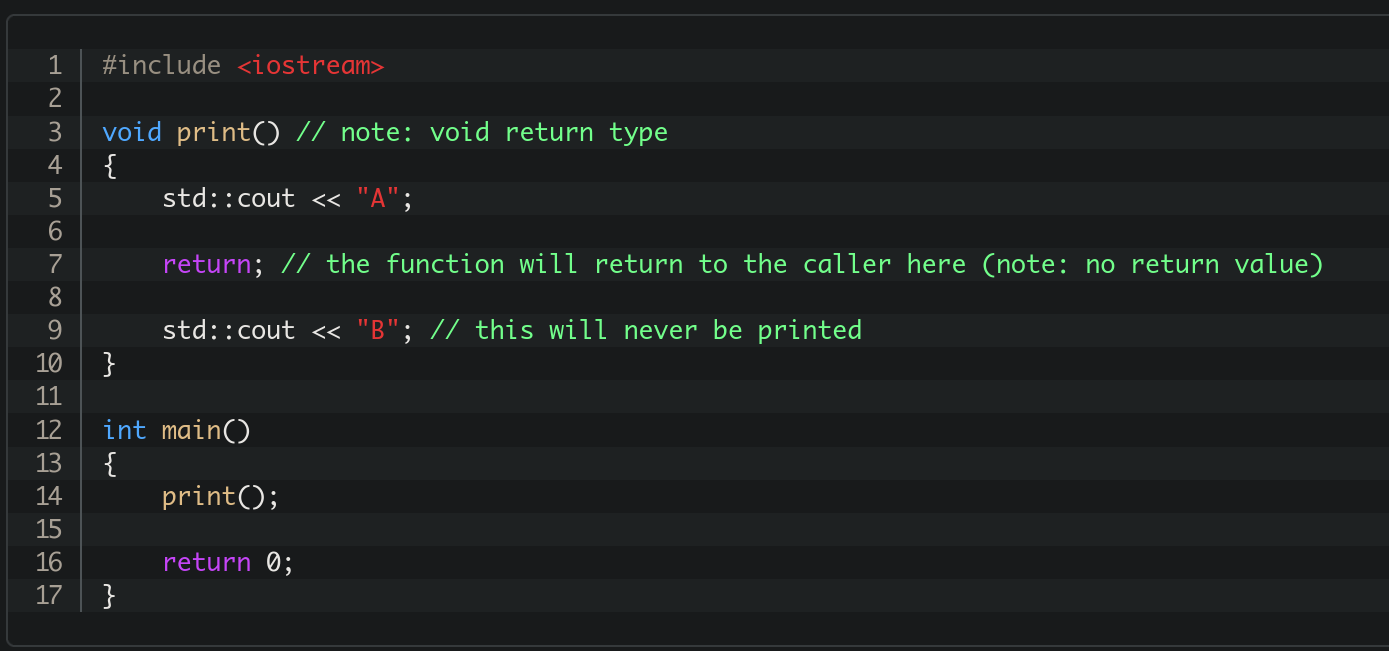 1 #include <iostream>
2
3 void print() // note: void return type
4 {
5     std::cout << "A";
6
7     return; // the function will return to the caller here (note: no return value)
8
9     std::cout << "B"; // this will never be printed
10 }
11
12 int main()
13 {
14     print();
15
16     return 0;
17 }